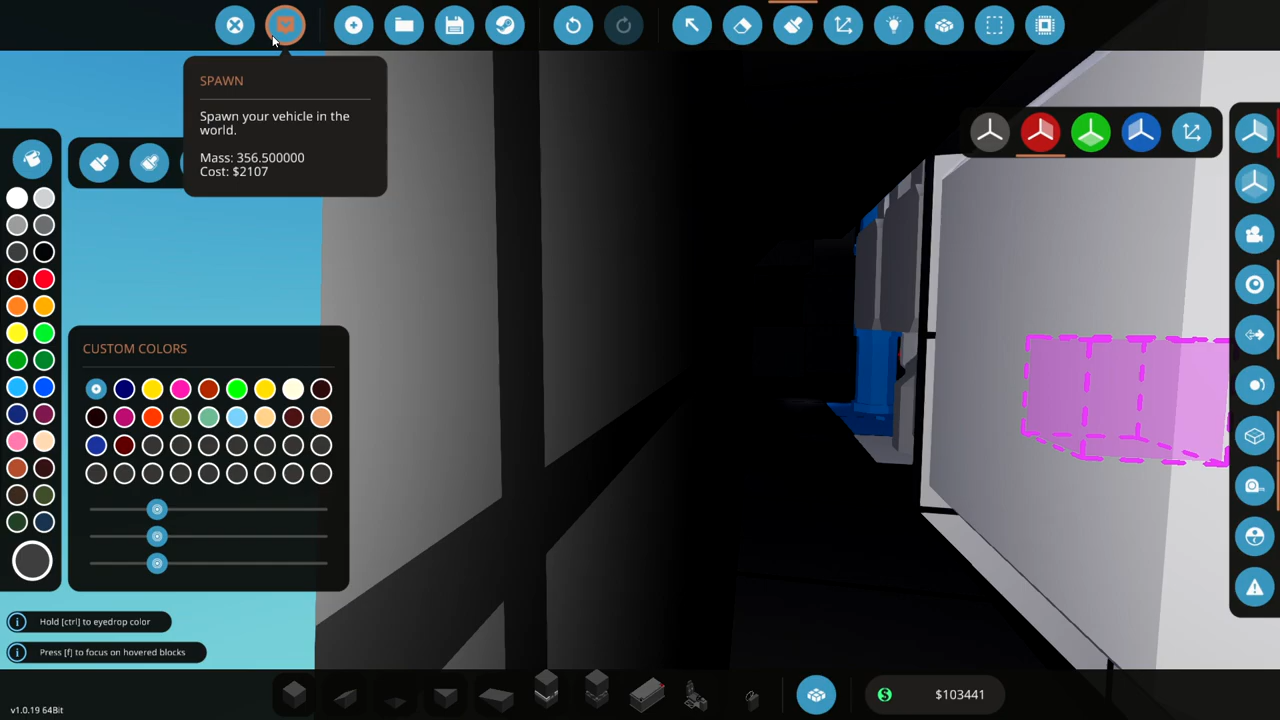 SPAWN
Spawn your vehicle in the
world.
Mass: 356.500000
Cost: $2107
CUSTOM COLORS
Hold [ctrl] to eyedrop color
Press [f] to focus on hovered blocks
$103441
v1.0.19 64Bit